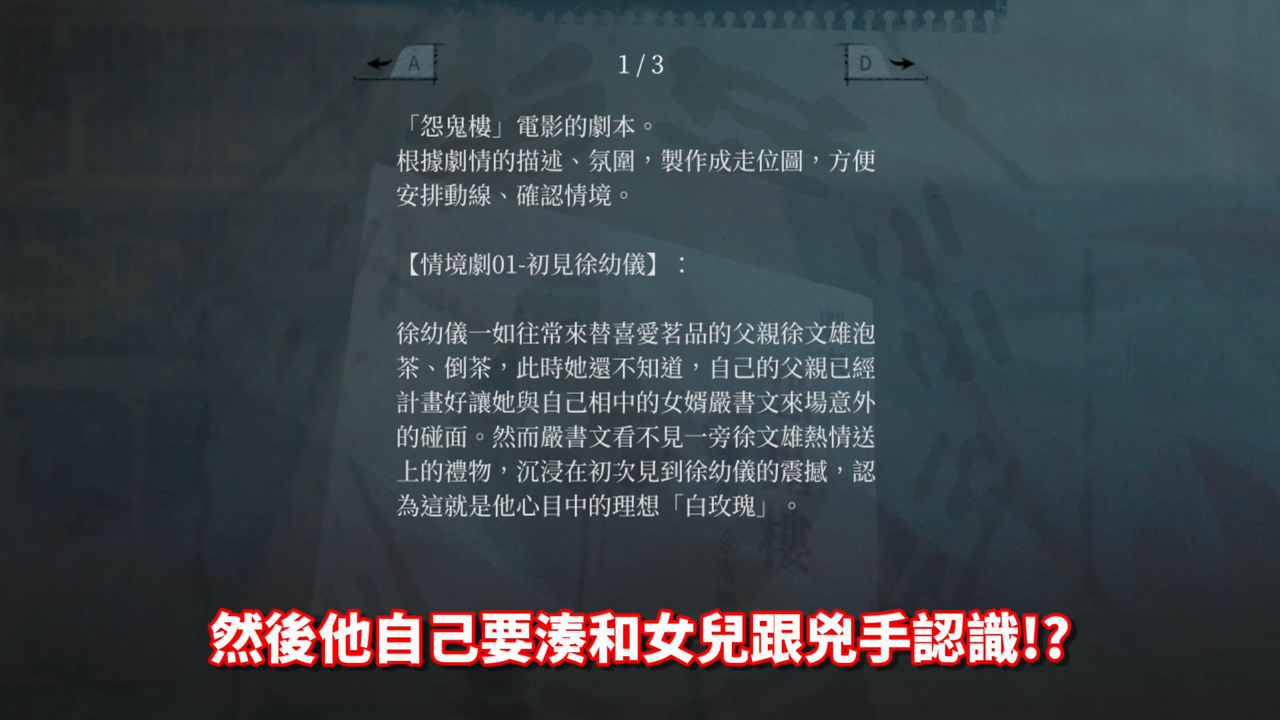 A
1 / 3
D
「怨鬼樓」電影的劇本。
根據劇情的描述、氛圍，製作成走位圖，方便
安排動線、確認情境。
【情境劇01-初見徐幼儀】：
徐幼儀一如往常來替喜愛茗品的父親徐文雄泡
茶、倒茶，此時她還不知道，自己的父親已經
計畫好讓她與自己相中的女婿嚴書文來場意外
的碰面。然而嚴書文看不見一旁徐文雄熱情送
上的禮物，沉浸在初次見到徐幼儀的震撼，認
為這就是他心目中的理想「白玫瑰」。
樓
然後他自己要湊和女兒跟兇手認識!?